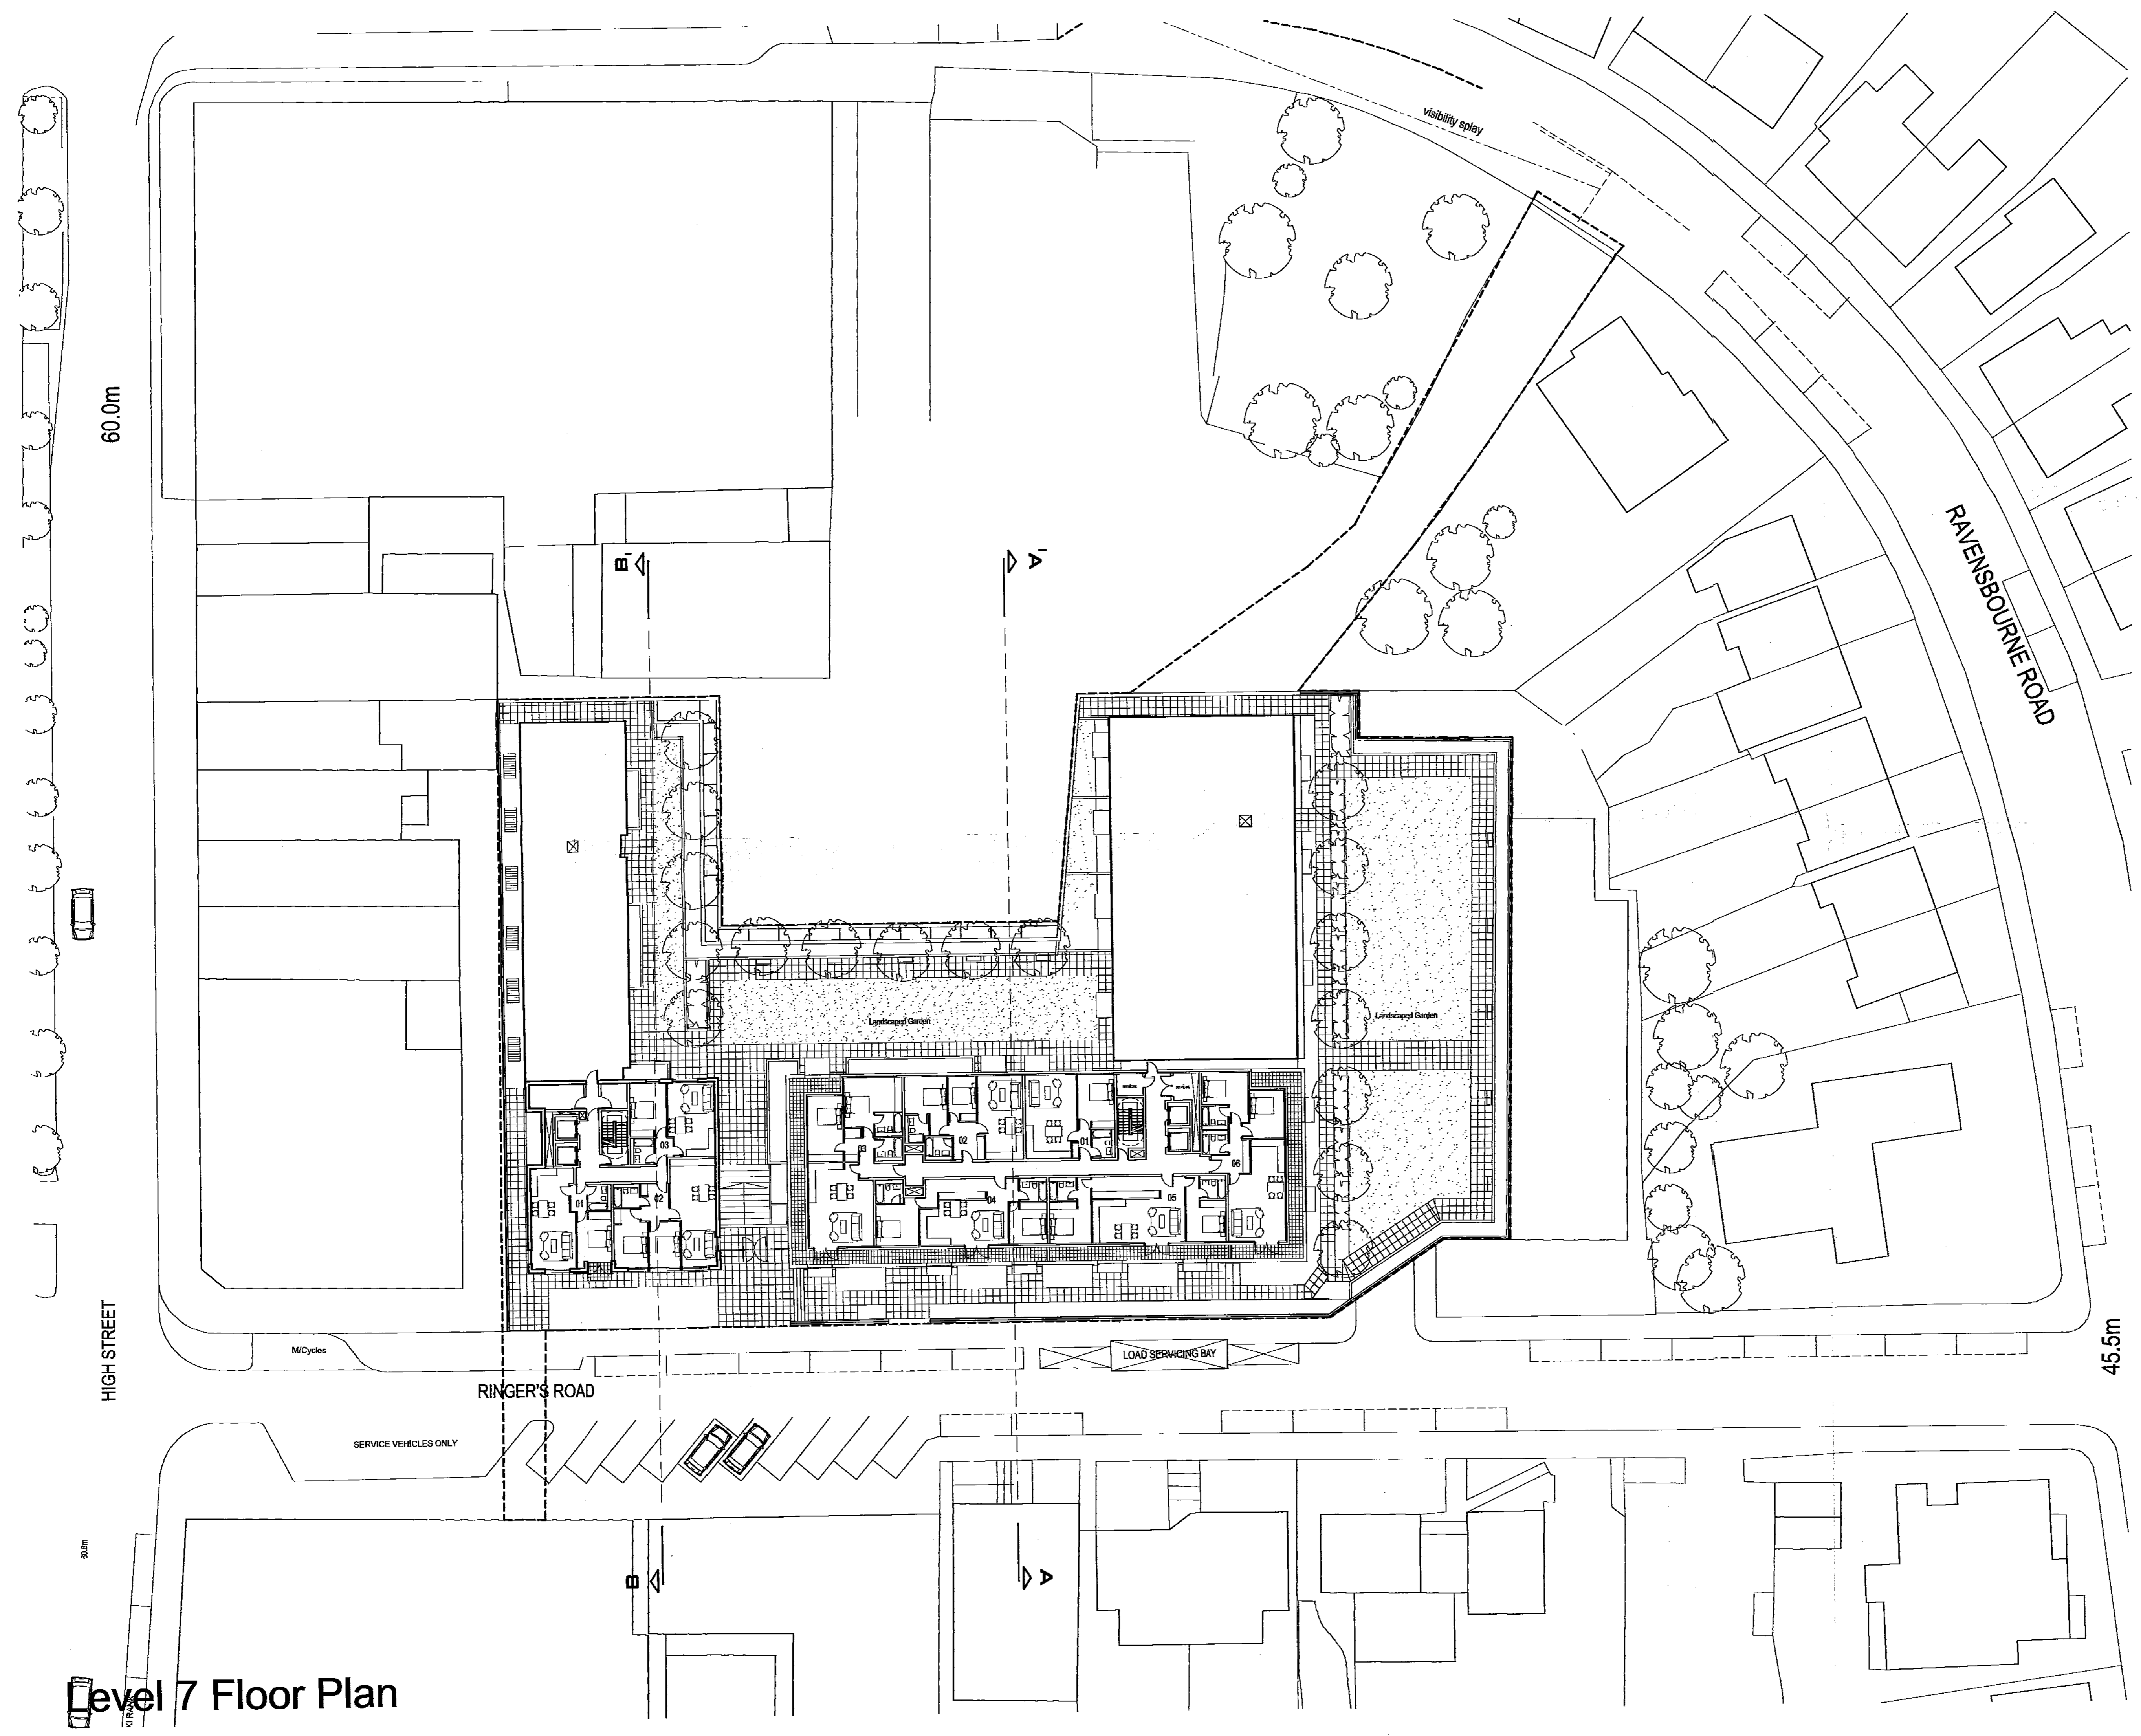 visibility splay
60.0m
B'
A'
RAVENSBOURNE ROAD
Landscaped Garden
Landscaped Garden
03
02
01
03
06
01
02
04
05
HIGH STREET
M/Cycles
LOAD SERVICING BAY
45.5m
RINGER'S ROAD
SERVICE VEHICLES ONLY
60.8m
B
A
Level 7 Floor Plan
XI RANK